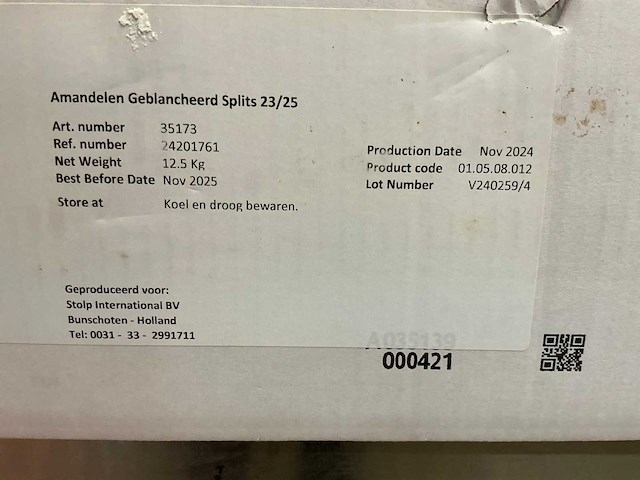 Amandelen Geblancheerd Splits 23/25
Art. number 35173
Ref. number 24201761
Net Weight 12.5 Kg
Best Before Date Nov 2025
Store at Koel en droog bewaren.
Production Date Nov 2024
Product code 01.05.08.012
Lot Number V240259/4
Geproduceerd voor:
Stolp International BV
Bunschoten - Holland
Tel: 0031 - 33 - 2991711
A035139
000421